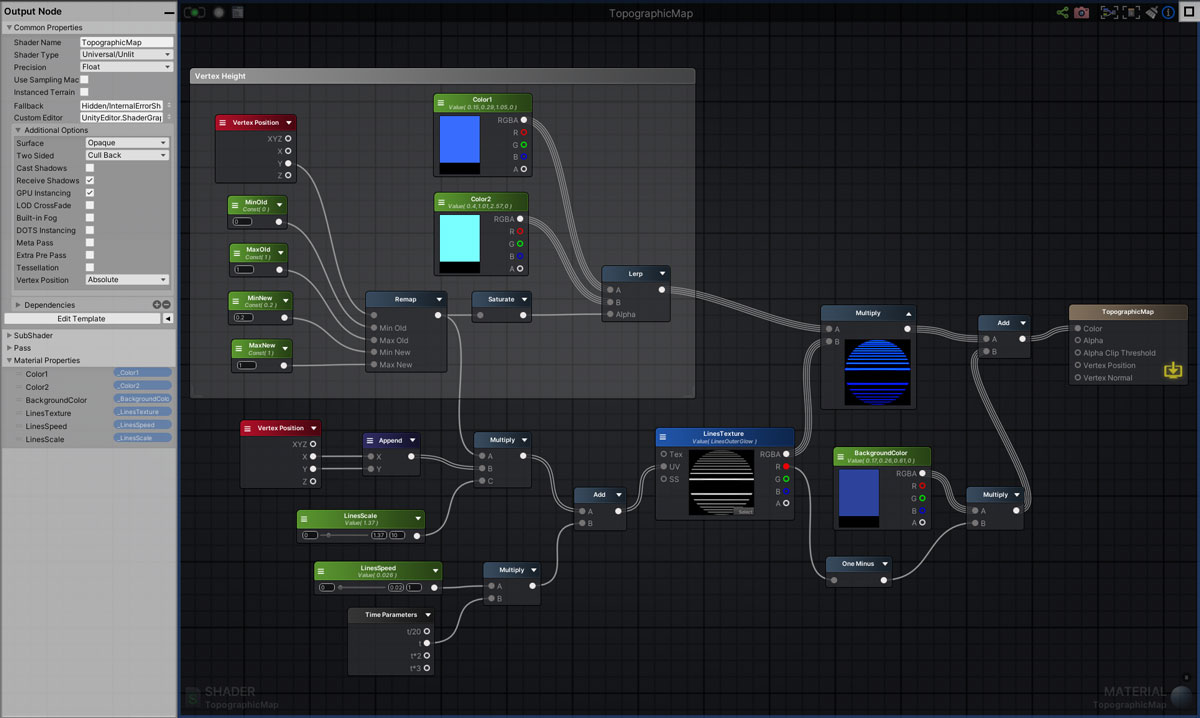 Output Node
Common Properties
Shader Name TopographicMap
Shader Type Universal/Unlit
Precision Float
Use Sampling Mac
Instanced Terrain
Fallback Hidden/InternalErrorSh
Custom Editor UnityEditor.ShaderGrap
Additional Options
Surface Opaque
Two Sided Cull Back
Cast Shadows
Receive Shadows
GPU Instancing
LOD CrossFade
Built-in Fog
DOTS Instancing
Meta Pass
Extra Pre Pass
Tessellation
Vertex Position Absolute
Dependencies
Edit Template
SubShader
Pass
Material Properties
Color1 _Color1
Color2 _Color2
BackgroundColor _BackgroundColo
LinesTexture _LinesTexture
LinesSpeed _LinesSpeed
LinesScale _LinesScale
TopographicMap
Vertex Height
Vertex Position
XYZ
X
Y
Z
MinOld
Const( 0 )
0
MaxOld
Const( 1 )
1
MinNew
Const( 0.2 )
0.2
MaxNew
Const( 1 )
1
Color1
Value( 0.15,0.29,1.05,0 )
RGBA
R
G
B
A
Color2
Value( 0.4,1.01,2.57,0 )
RGBA
R
G
B
A
Remap
Min Old
Max Old
Min New
Max New
Saturate
Lerp
A
B
Alpha
Vertex Position
XYZ
X
Y
Z
Append
X
Y
Multiply
A
B
C
LinesScale
Value( 1.37 )
0 1.37 10
LinesSpeed
Value( 0.026 )
0 0.02 1
Time Parameters
t/20
t
t*2
t*3
Multiply
A
B
Add
A
B
LinesTexture
Value( LinesOuterGlow )
Tex RGBA
UV R
SS G
B
A
Select
Multiply
A
B
BackgroundColor
Value( 0.17,0.26,0.61,0 )
RGBA
R
G
B
A
One Minus
Multiply
A
B
Add
A
B
TopographicMap
Color
Alpha
Alpha Clip Threshold
Vertex Position
Vertex Normal
SHADER
TopographicMap
MATERIAL
TopographicMap